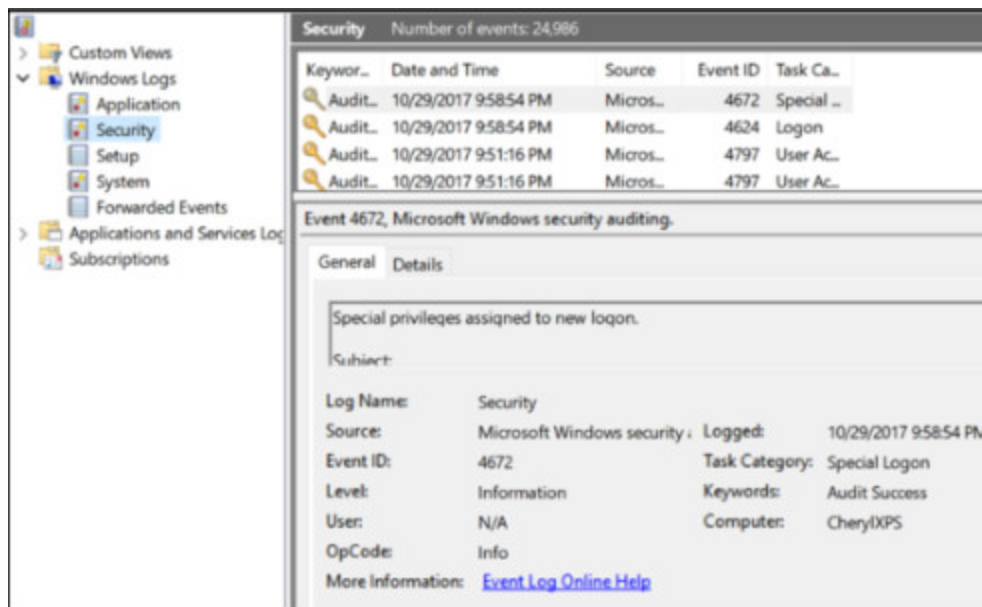 Custom Views
Windows Logs
Application
Security
Setup
System
Forwarded Events
Applications and Services Log
Subscriptions
Security Number of events: 24,986
Keywor... Date and Time Source Event ID Task Ca...
Audit... 10/29/2017 9:58:54 PM Micros... 4672 Special ...
Audit... 10/29/2017 9:58:54 PM Micros... 4624 Logon
Audit... 10/29/2017 9:51:16 PM Micros... 4797 User Ac...
Audit... 10/29/2017 9:51:16 PM Micros... 4797 User Ac...
Event 4672, Microsoft Windows security auditing.
General Details
Special privileges assigned to new logon.
Subject:
Log Name: Security
Source: Microsoft Windows security Logged: 10/29/2017 9:58:54 PM
Event ID: 4672 Task Category: Special Logon
Level: Information Keywords: Audit Success
User: N/A Computer: CherylXPS
OpCode: Info
More Information: Event Log Online Help